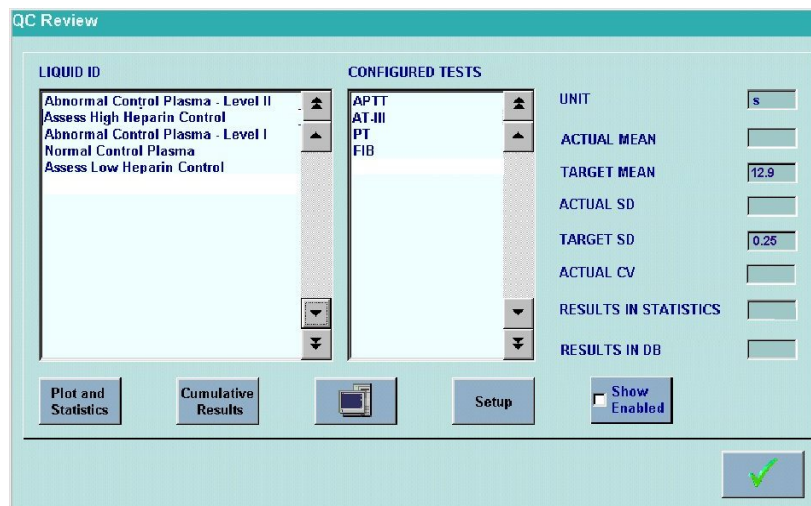 QC Review
LIQUID ID
Abnormal Control Plasma - Level II
Assess High Heparin Control
Abnormal Control Plasma - Level I
Normal Control Plasma
Assess Low Heparin Control
CONFIGURED TESTS
APTT
AT-III
PT
FIB
UNIT s
ACTUAL MEAN
TARGET MEAN 12.9
ACTUAL SD
TARGET SD 0.25
ACTUAL CV
RESULTS IN STATISTICS
RESULTS IN DB
Plot and
Statistics
Cumulative
Results
Setup
Show
Enabled